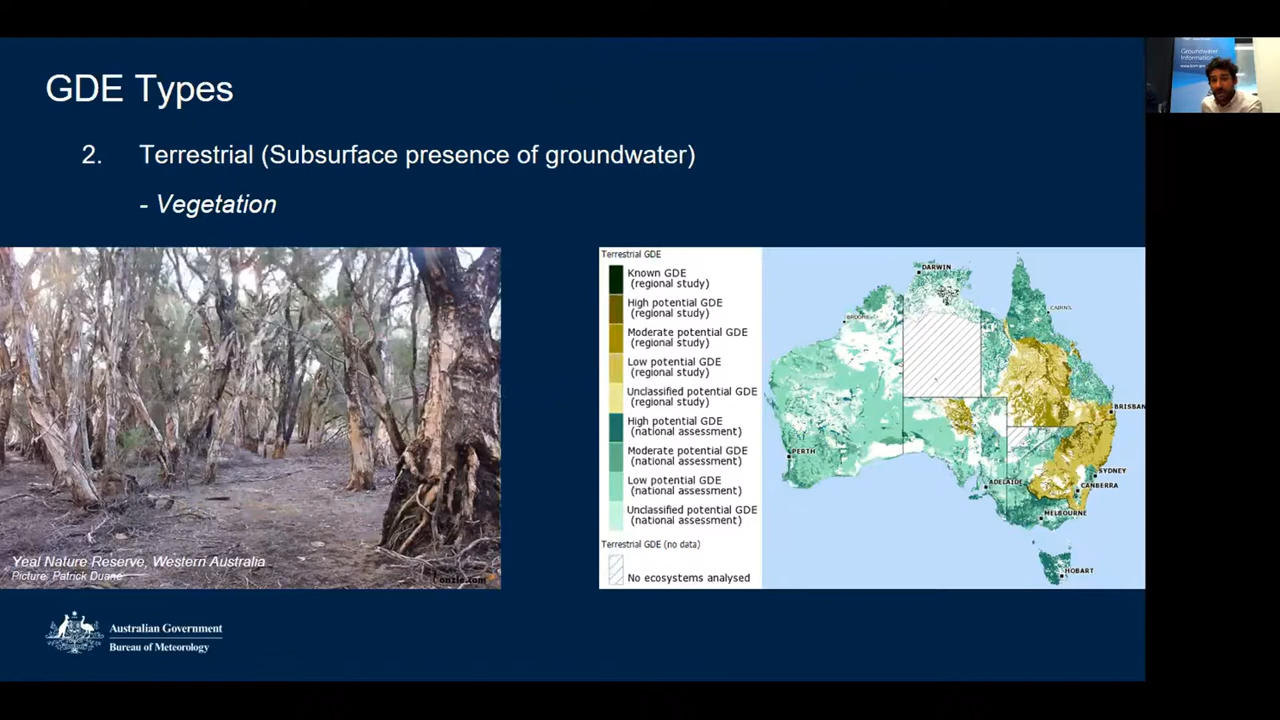 GDE Types
2. Terrestrial (Subsurface presence of groundwater)
- Vegetation
Yeal Nature Reserve, Western Australia
Picture: Patrick Duane
Terrestrial GDE
Known GDE
(regional study)
High potential GDE
(regional study)
Moderate potential GDE
(regional study)
Low potential GDE
(regional study)
Unclassified potential GDE
(regional study)
High potential GDE
(national assessment)
Moderate potential GDE
(national assessment)
Low potential GDE
(national assessment)
Unclassified potential GDE
(national assessment)
Terrestrial GDE (no data)
No ecosystems analysed
DARWIN
CAIRNS
BROOME
BRISBAN
PERTH
SYDNEY
ADELAIDE
CANBERRA
MELBOURNE
HOBART
Australian Government
Bureau of Meteorology
Groundwater
Information